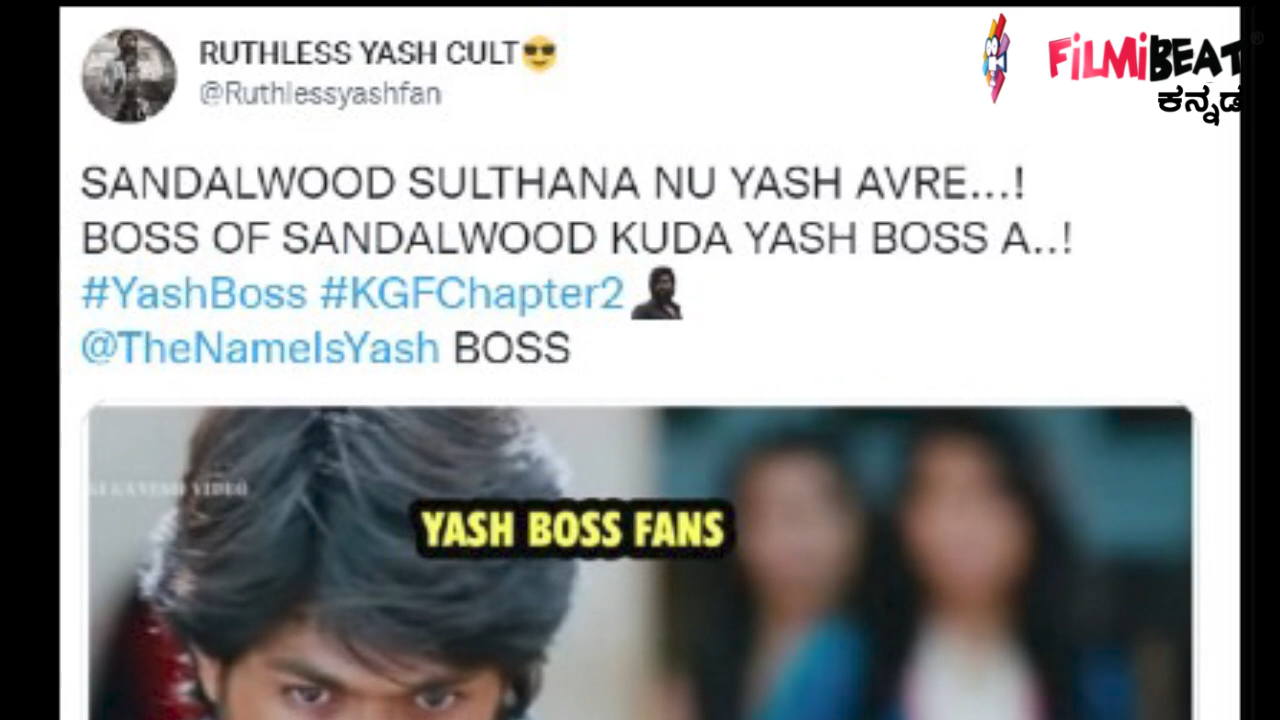 RUTHLESS YASH CULT😎
@Ruthlessyashfan
FiLMiBEAT
ಕನ್ನಡ
SANDALWOOD SULTHANA NU YASH AVRE...!
BOSS OF SANDALWOOD KUDA YASH BOSS A..!
#YashBoss #KGFChapter2
@TheNameIsYash BOSS
YASH BOSS FANS